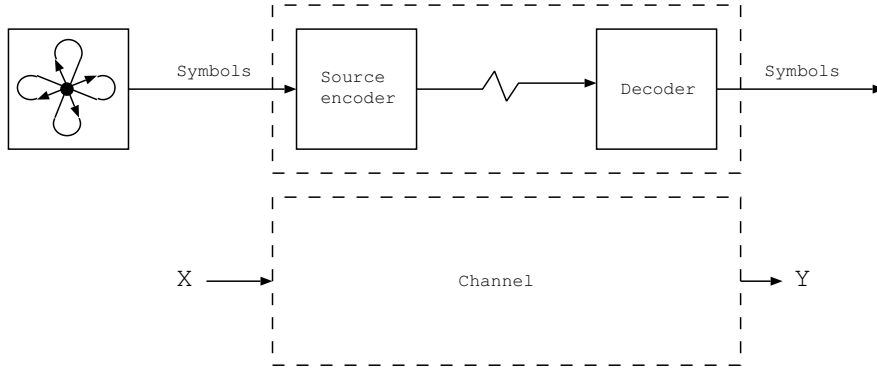 Symbols
Source
encoder
Decoder
Symbols
X
Channel
Y